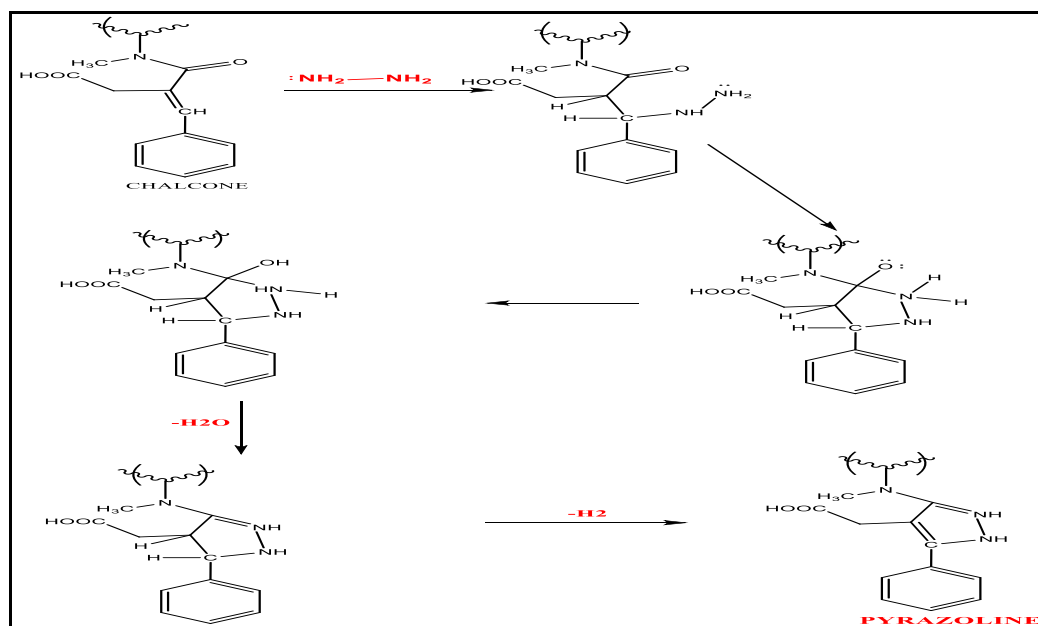 N
H₃C
O
HOOC
CH
CHALCONE
:NH₂—NH₂
N
H₃C
O
HOOC
H
H
C
NH
NH₂
N
H₃C
O:
HOOC
H
H
C
N
H
H
NH
N
H₃C
OH
HOOC
H
H
C
HN
H
NH
-H2O
N
H₃C
HOOC
H
H
C
NH
NH
-H2
N
H₃C
HOOC
C
NH
NH
PYRAZOLINE